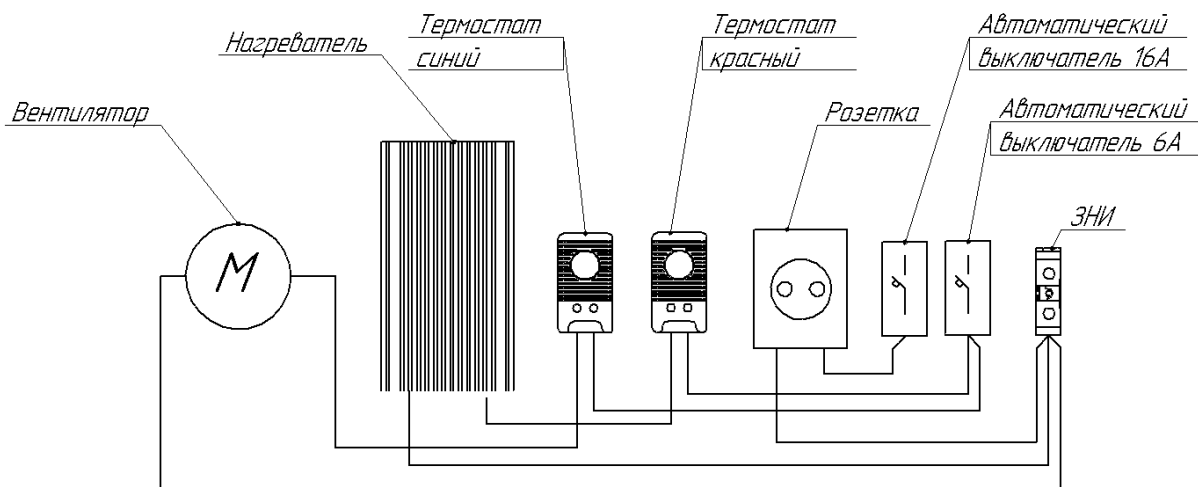 Вентилятор
Нагреватель
Термостат
синий
Термостат
красный
Розетка
Автоматический
выключатель 16А
Автоматический
выключатель 6А
ЗНИ
М